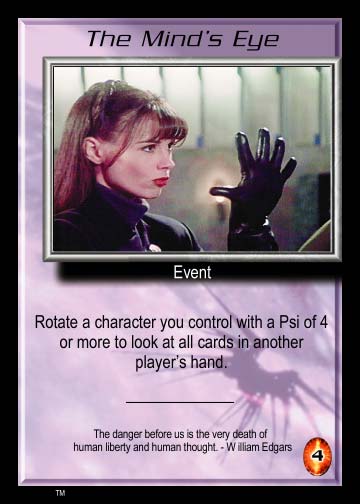 The Mind's Eye
Event
Rotate a character you control with a Psi of 4
or more to look at all cards in another
player's hand.
The danger before us is the very death of
human liberty and human thought. - William Edgars
4
TM